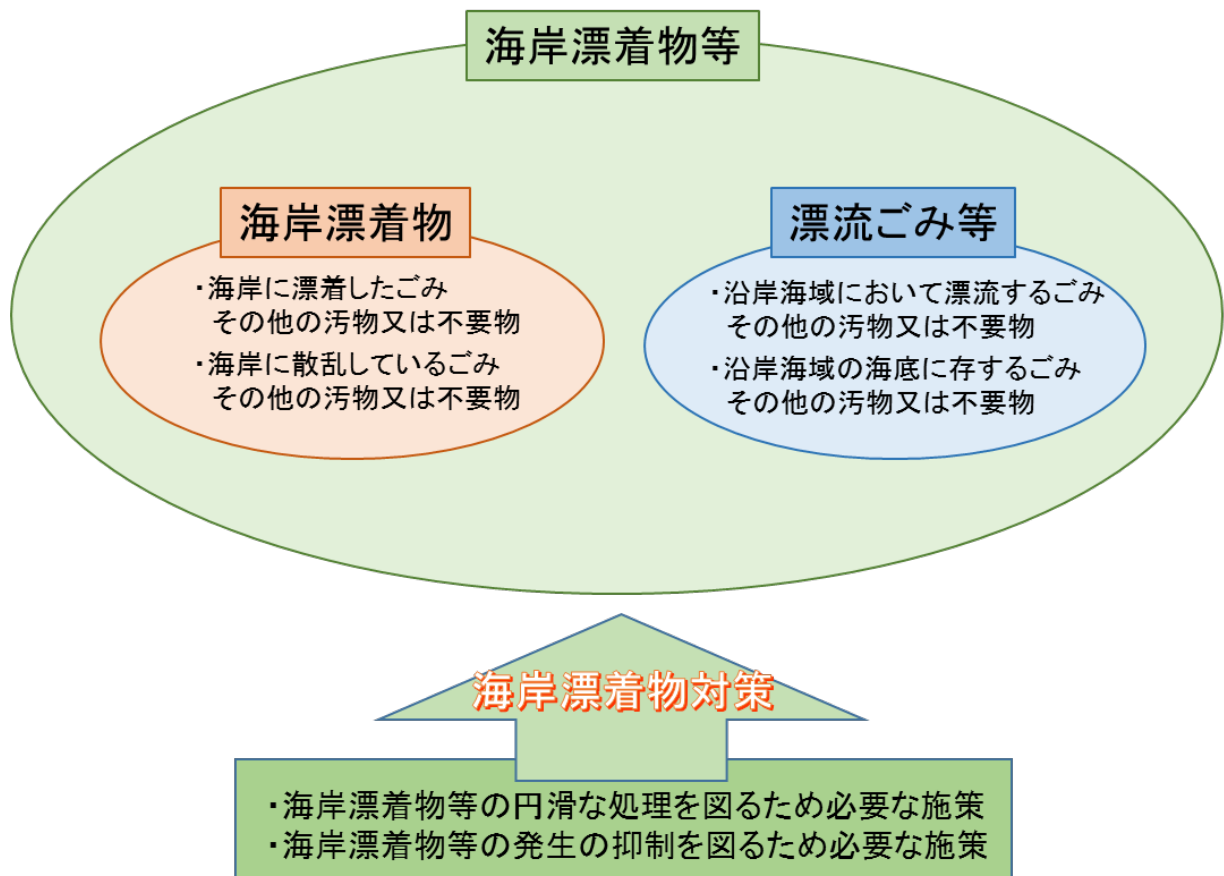 海岸漂着物等
海岸漂着物
・海岸に漂着したごみ
その他の汚物又は不要物
・海岸に散乱しているごみ
その他の汚物又は不要物
漂流ごみ等
・沿岸海域において漂流するごみ
その他の汚物又は不要物
・沿岸海域の海底に存するごみ
その他の汚物又は不要物
海岸漂着物対策
・海岸漂着物等の円滑な処理を図るため必要な施策
・海岸漂着物等の発生の抑制を図るため必要な施策